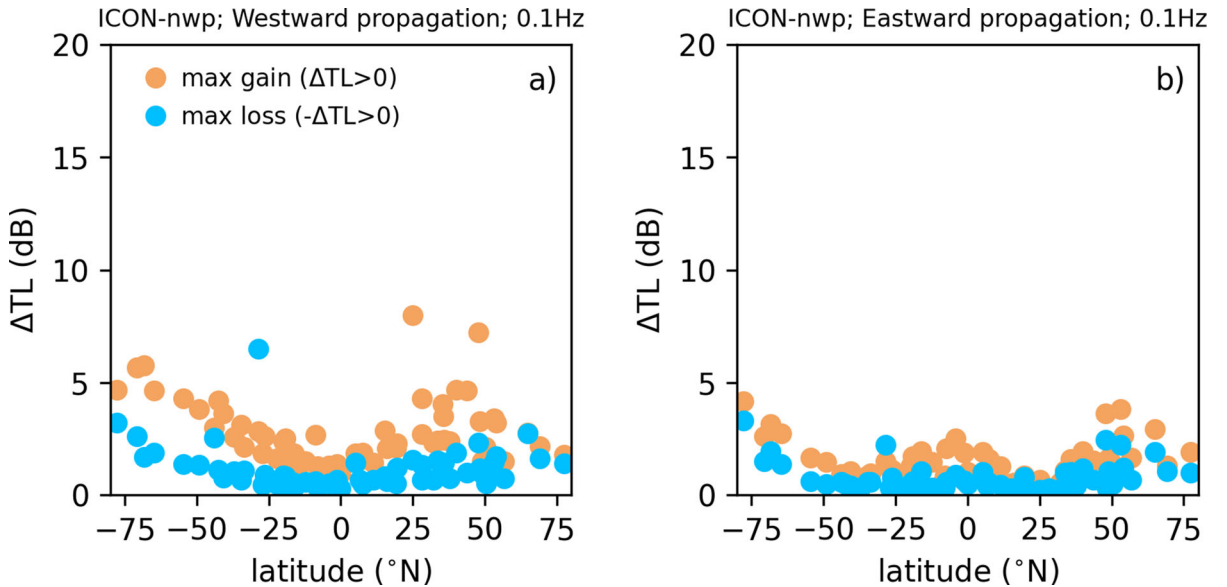 ICON-nwp; Westward propagation; 0.1Hz
20
15
10
5
0
ΔTL (dB)
max gain (ΔTL>0)
max loss (-ΔTL>0)
a)
−75 −50 −25 0 25 50 75
latitude (°N)
ICON-nwp; Eastward propagation; 0.1Hz
20
15
10
5
0
ΔTL (dB)
b)
−75 −50 −25 0 25 50 75
latitude (°N)